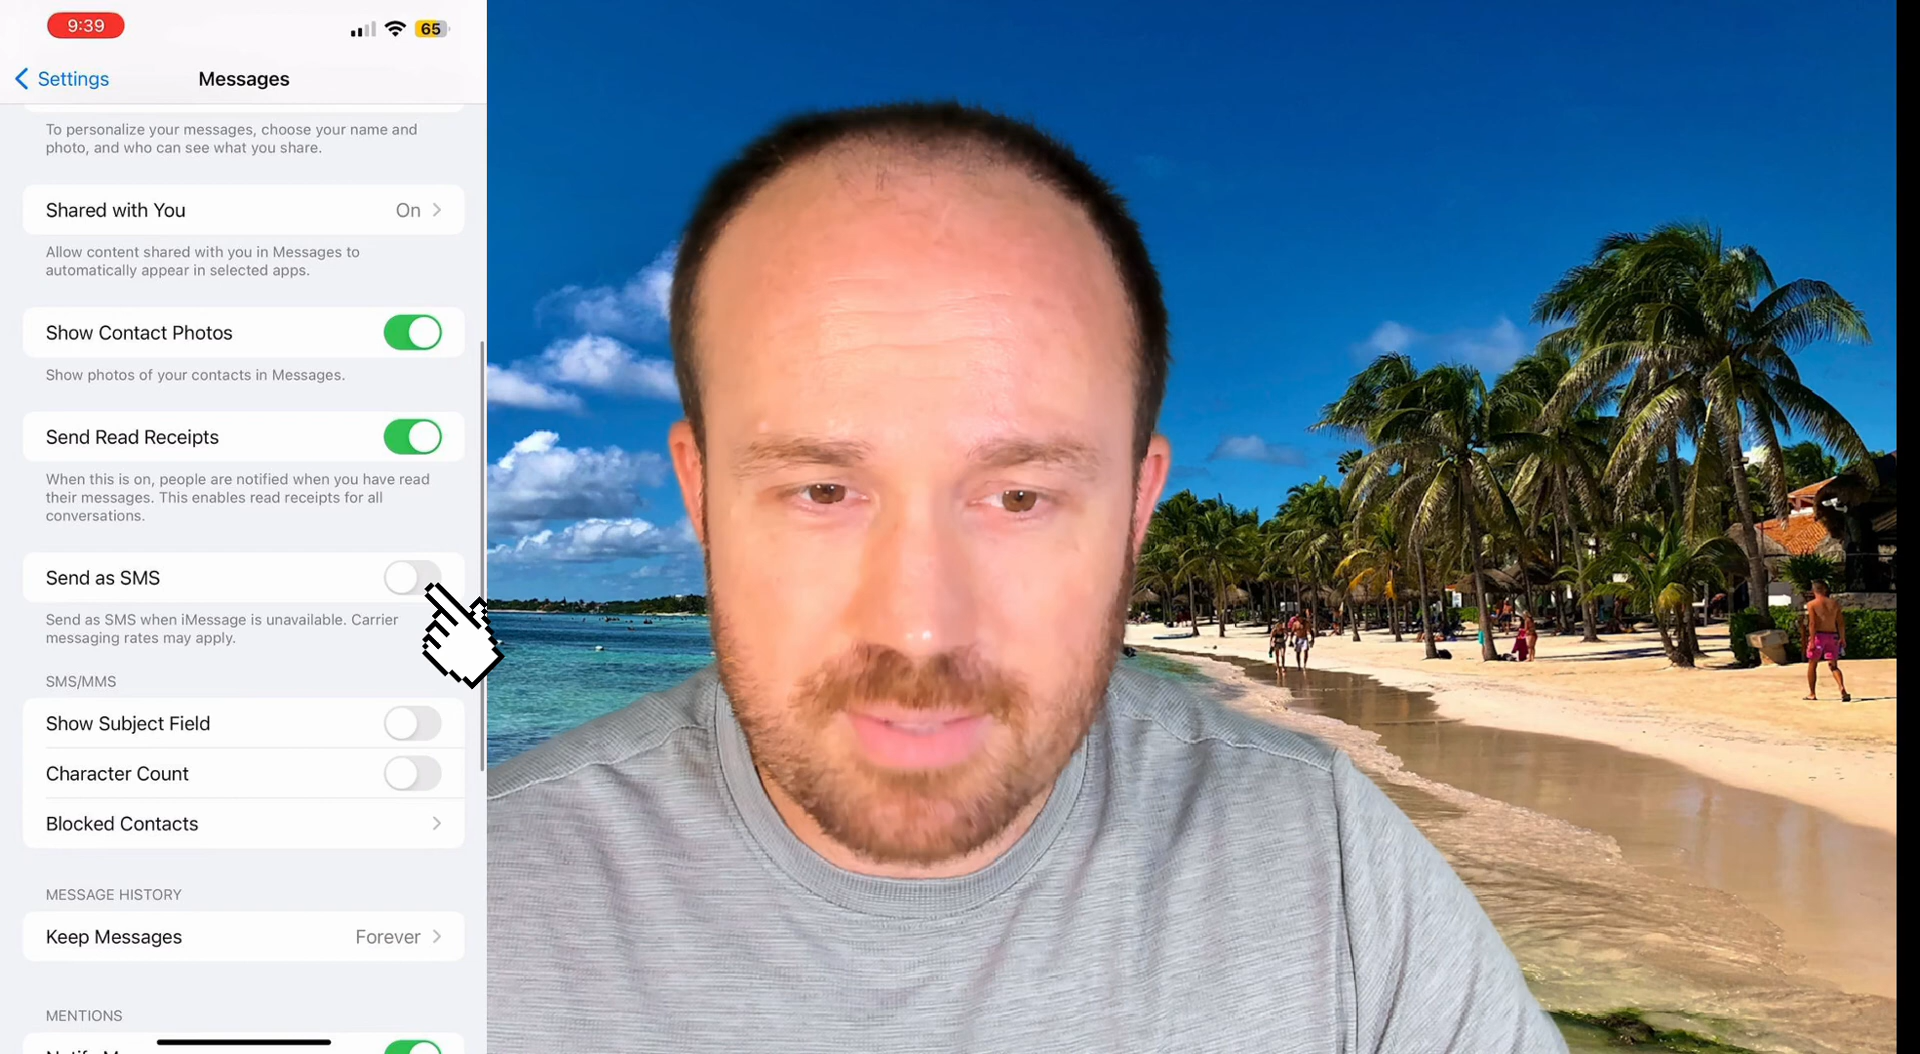 9:39
65
Settings
Messages
To personalize your messages, choose your name and
photo, and who can see what you share.
Shared with You
On
Allow content shared with you in Messages to
automatically appear in selected apps.
Show Contact Photos
Show photos of your contacts in Messages.
Send Read Receipts
When this is on, people are notified when you have read
their messages. This enables read receipts for all
conversations.
Send as SMS
Send as SMS when iMessage is unavailable. Carrier
messaging rates may apply.
SMS/MMS
Show Subject Field
Character Count
Blocked Contacts
MESSAGE HISTORY
Keep Messages
Forever
MENTIONS